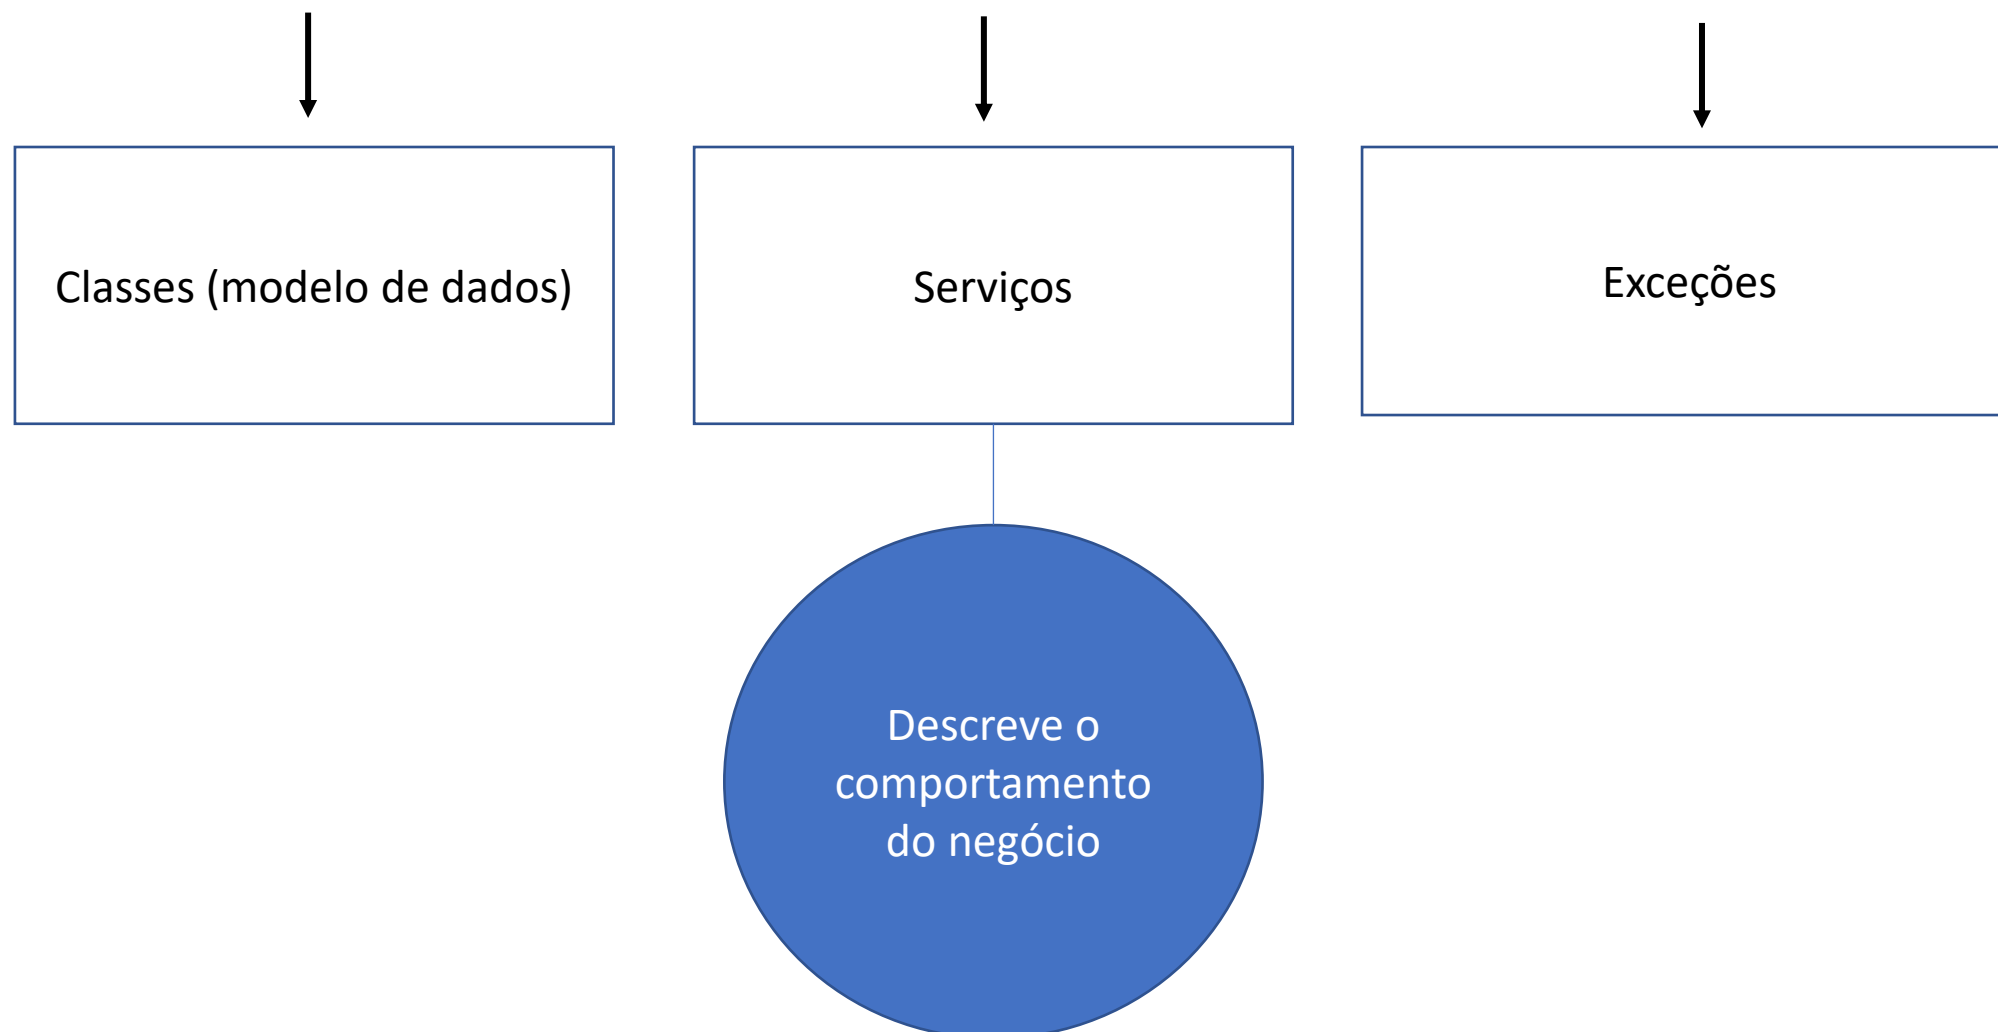 Classes (modelo de dados)
Serviços
Exceções
Descreve o
comportamento
do negócio